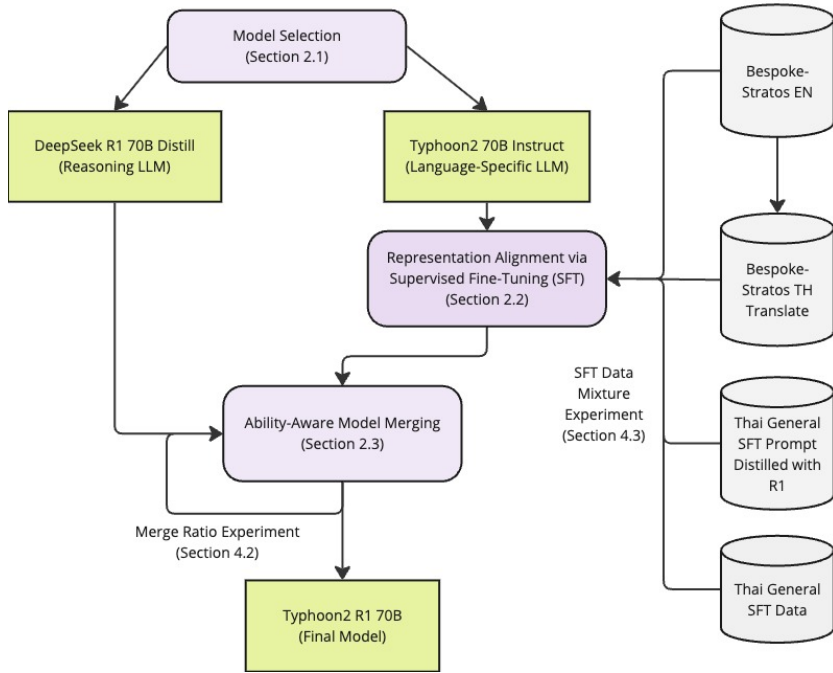 Model Selection
(Section 2.1)
DeepSeek R1 70B Distill
(Reasoning LLM)
Typhoon2 70B Instruct
(Language-Specific LLM)
Bespoke-
Stratos EN
Representation Alignment via
Supervised Fine-Tuning (SFT)
(Section 2.2)
Bespoke-
Stratos TH
Translate
SFT Data
Mixture
Experiment
(Section 4.3)
Ability-Aware Model Merging
(Section 2.3)
Thai General
SFT Prompt
Distilled with
R1
Merge Ratio Experiment
(Section 4.2)
Typhoon2 R1 70B
(Final Model)
Thai General
SFT Data